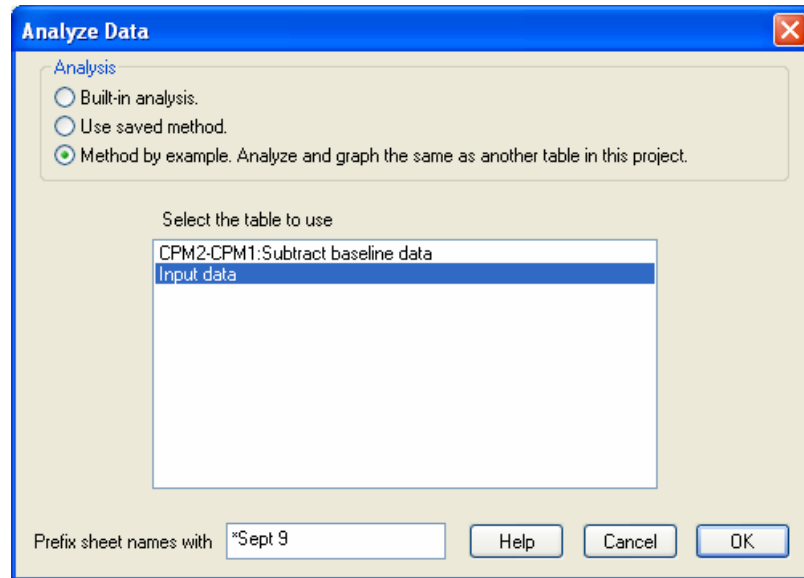 Analyze Data
Analysis
Built-in analysis.
Use saved method.
Method by example. Analyze and graph the same as another table in this project.
Select the table to use
CPM2-CPM1:Subtract baseline data
Input data
Prefix sheet names with *Sept 9 Help Cancel OK